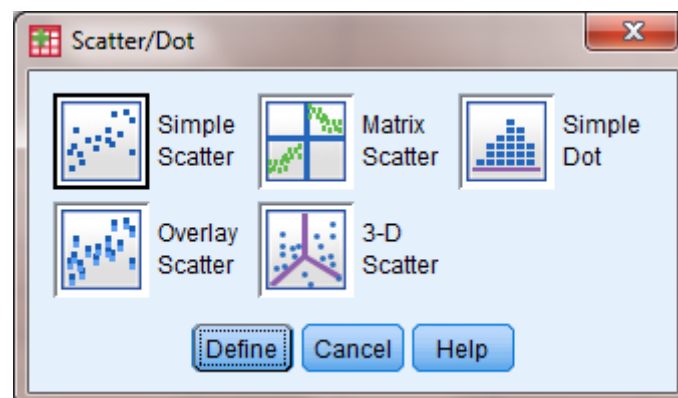 Scatter/Dot
Simple
Scatter
Matrix
Scatter
Simple
Dot
Overlay
Scatter
3-D
Scatter
Define
Cancel
Help